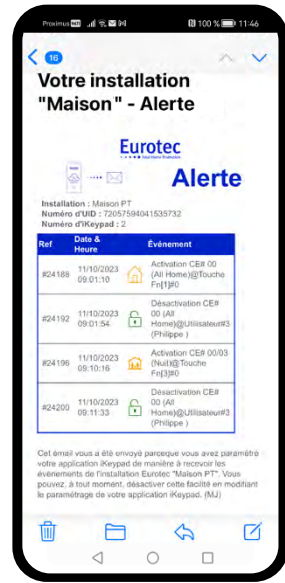 Proximus 100 % 11:46
16
Votre installation
"Maison" - Alerte
Eurotec
Alerte
Installation : Maison PT
Numéro d'UID : 72057594041535732
Numéro d'iKeypad : 2
Ref Date & Heure Événement
#24188 11/10/2023 09:01:10 Activation CE# 00 (All Home)@Touche Fn[1]#0
#24192 11/10/2023 09:01:54 Désactivation CE# 00 (All Home)@Utilisateur#3 (Philippe )
#24196 11/10/2023 09:10:16 Activation CE# 00/03 (Nuit)@Touche Fn[3]#0
#24200 11/10/2023 09:11:33 Désactivation CE# 00 (All Home)@Utilisateur#3 (Philippe )
Cet émail vous a été envoyé parceque vous avez paramétré
votre application iKeypad de manière à recevoir les
événements de l'installation Eurotec "Maison PT". Vous
pouvez, à tout moment, désactiver cette facilité en modifiant
le paramétrage de votre application iKeypad. (MJ)